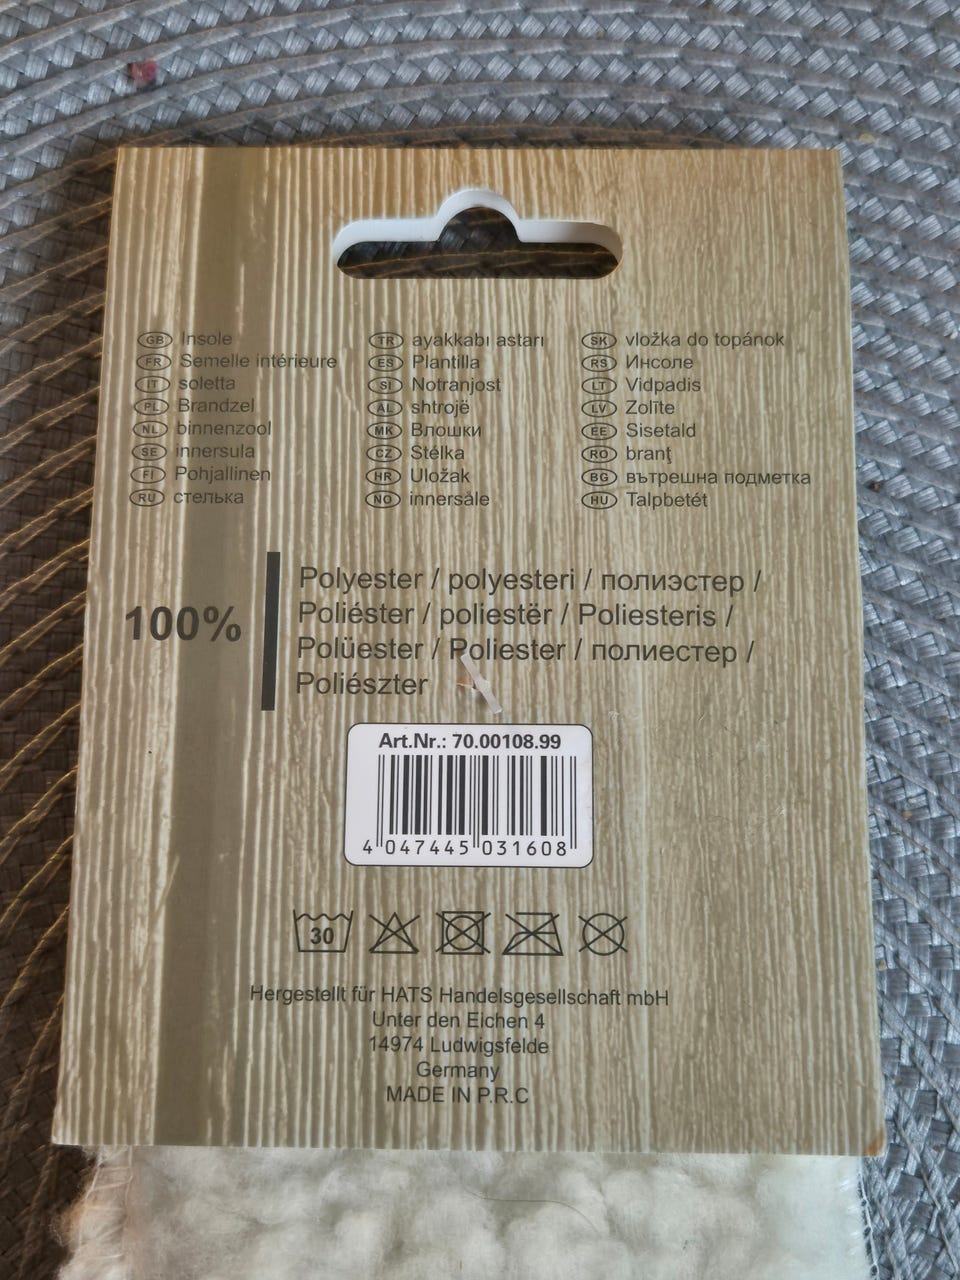 GB Insole
FR Semelle intérieure
IT soletta
PL Brandzel
NL binnenzool
SE innersula
FI Pohjallinen
RU стелька
TR ayakkabı astarı
ES Plantilla
SI Notranjost
AL shtrojë
MK Влошки
CZ Stélka
HR Uložak
NO innersåle
SK vložka do topánok
RS Инсоле
LT Vidpadis
LV Zolīte
EE Sisetald
RO branţ
BG вътрешна подметка
HU Talpbetét
100%
Polyester / polyesteri / полиэстер /
Poliéster / poliestër / Poliesteris /
Polüester / Poliester / полиестер /
Poliészter
Art.Nr.: 70.00108.99
4 047445 031608
30
Hergestellt für HATS Handelsgesellschaft mbH
Unter den Eichen 4
14974 Ludwigsfelde
Germany
MADE IN P.R.C